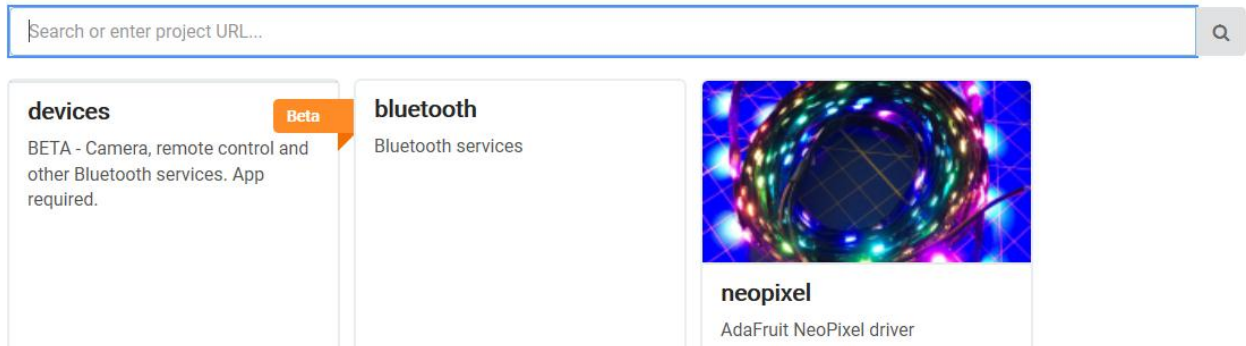 Search or enter project URL...
devices
Beta
BETA - Camera, remote control and
other Bluetooth services. App
required.
bluetooth
Bluetooth services
neopixel
AdaFruit NeoPixel driver